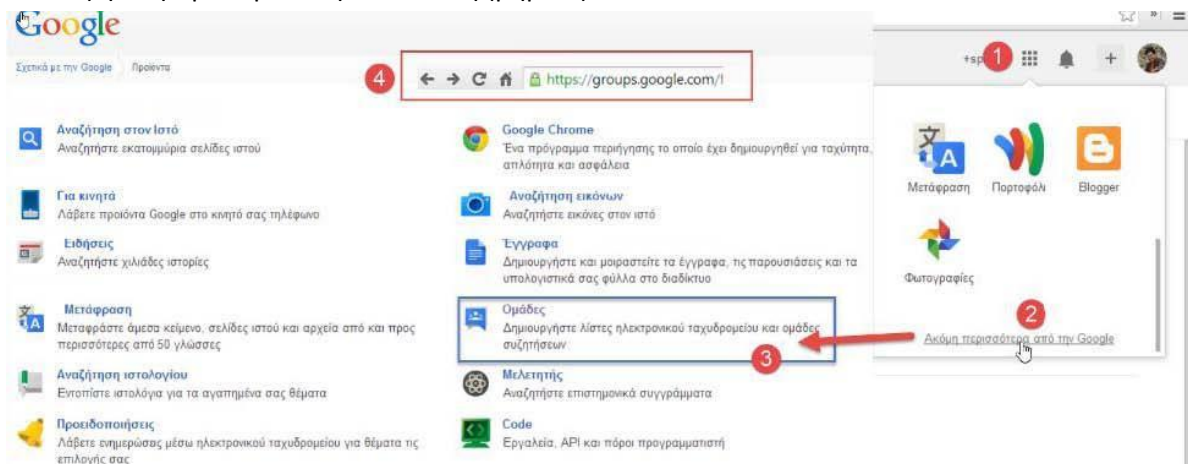 Google
Σχετικά με την Google
Προϊόντα
4
https://groups.google.com/!
1
+sp
Αναζήτηση στον Ιστό
Αναζητήστε εκατομμύρια σελίδες ιστού
Google Chrome
Ένα πρόγραμμα περιήγησης το οποίο έχει δημιουργηθεί για ταχύτητα,
απλότητα και ασφάλεια
Μετάφραση
Πορτοφόλι
Blogger
Για κινητά
Λάβετε προϊόντα Google στο κινητό σας τηλέφωνο
Αναζήτηση εικόνων
Αναζητήστε εικόνες στον ιστό
Ειδήσεις
Αναζητήστε χιλιάδες ιστορίες
Έγγραφα
Δημιουργήστε και μοιραστείτε τα έγγραφα, τις παρουσιάσεις και τα
υπολογιστικά σας φύλλα στο διαδίκτυο
Φωτογραφίες
Μετάφραση
Μεταφράστε άμεσα κείμενο, σελίδες ιστού και αρχεία από και προς
περισσότερες από 50 γλώσσες
Ομάδες
Δημιουργήστε λίστες ηλεκτρονικού ταχυδρομείου και ομάδες
συζητήσεων
3
2
Ακόμη περισσότερα από την Google
Αναζήτηση ιστολογίου
Εντοπίστε ιστολόγια για τα αγαπημένα σας θέματα
Μελετητής
Αναζητήστε επιστημονικά συγγράμματα
Προειδοποιήσεις
Λάβετε ενημερώσεις μέσω ηλεκτρονικού ταχυδρομείου για θέματα της
επιλογής σας
Code
Εργαλεία, API και πόροι προγραμματιστή